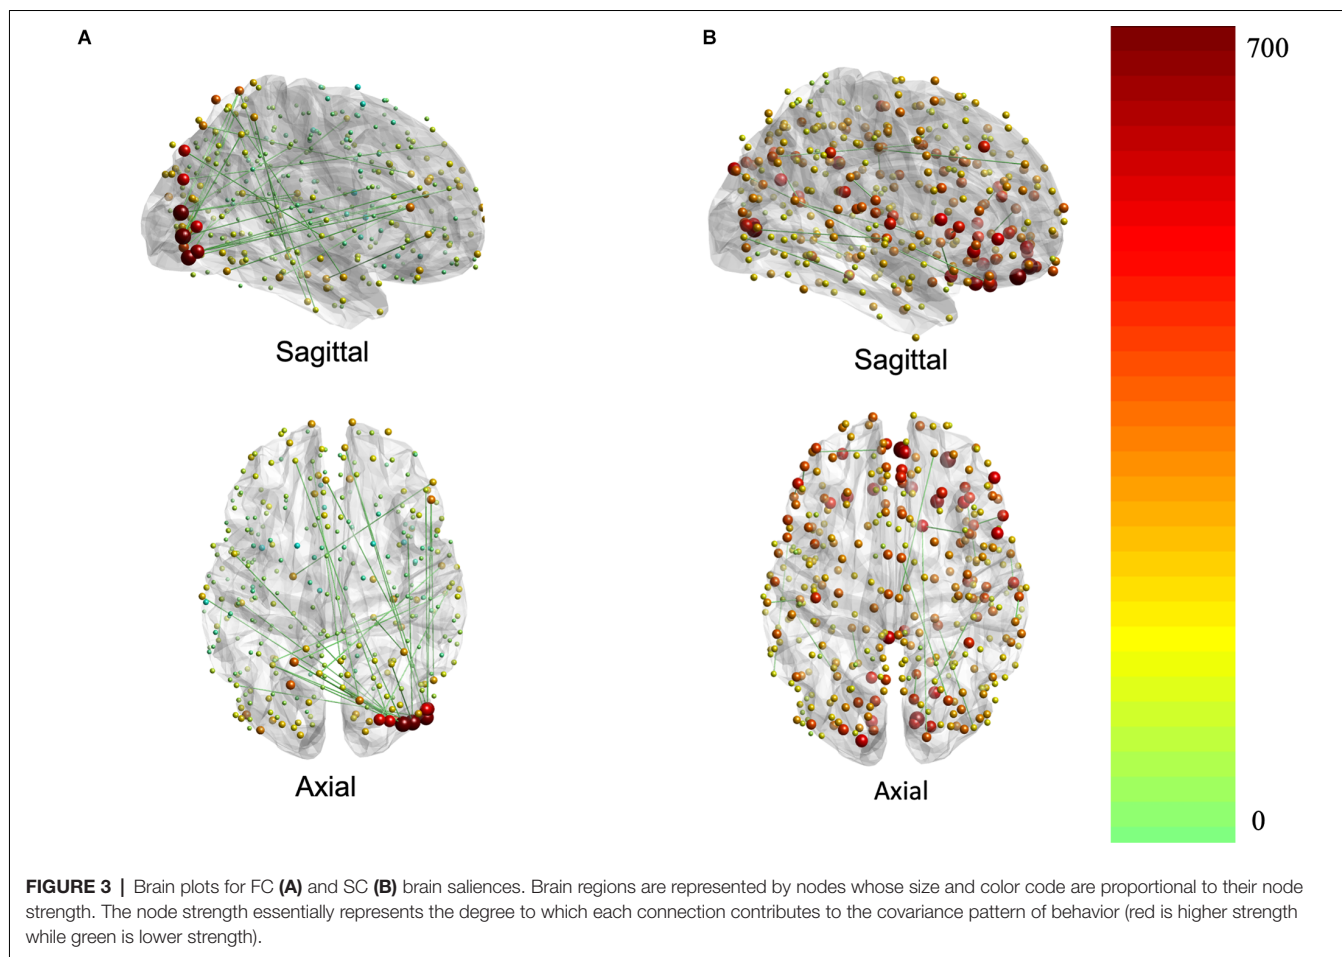 A
B
700
Sagittal
Sagittal
Axial
Axial
0
FIGURE 3 | Brain plots for FC (A) and SC (B) brain saliences. Brain regions are represented by nodes whose size and color code are proportional to their node
strength. The node strength essentially represents the degree to which each connection contributes to the covariance pattern of behavior (red is higher strength
while green is lower strength).